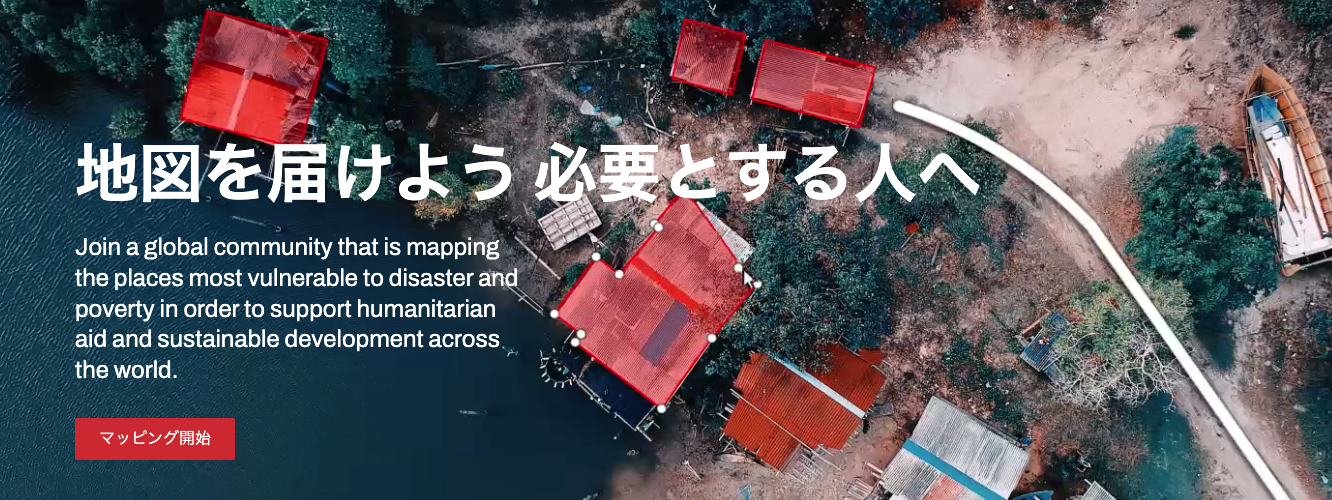 地図を届けよう 必要とする人へ
Join a global community that is mapping
the places most vulnerable to disaster and
poverty in order to support humanitarian
aid and sustainable development across
the world.
マッピング開始